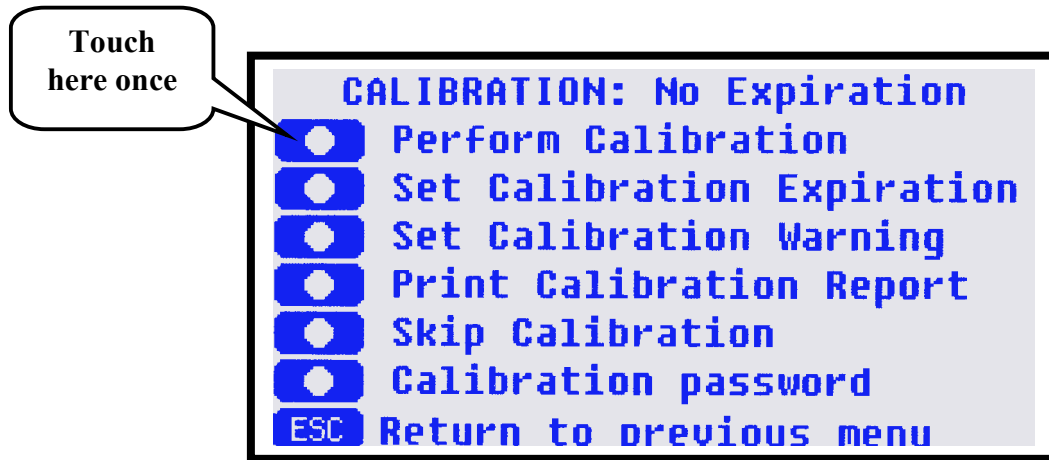 Touch
here once
CALIBRATION: No Expiration
Perform Calibration
Set Calibration Expiration
Set Calibration Warning
Print Calibration Report
Skip Calibration
Calibration password
ESC Return to previous menu